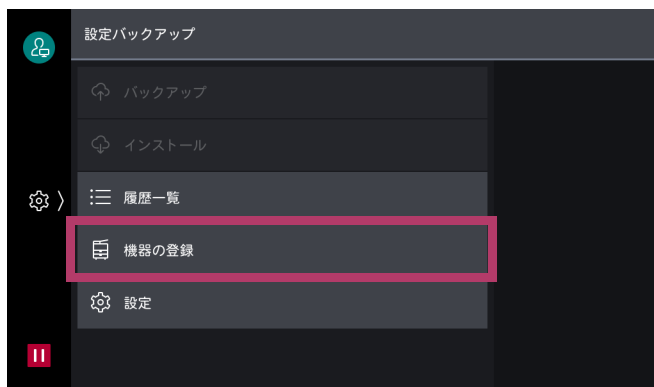 設定バックアップ
バックアップ
インストール
履歴一覧
機器の登録
設定